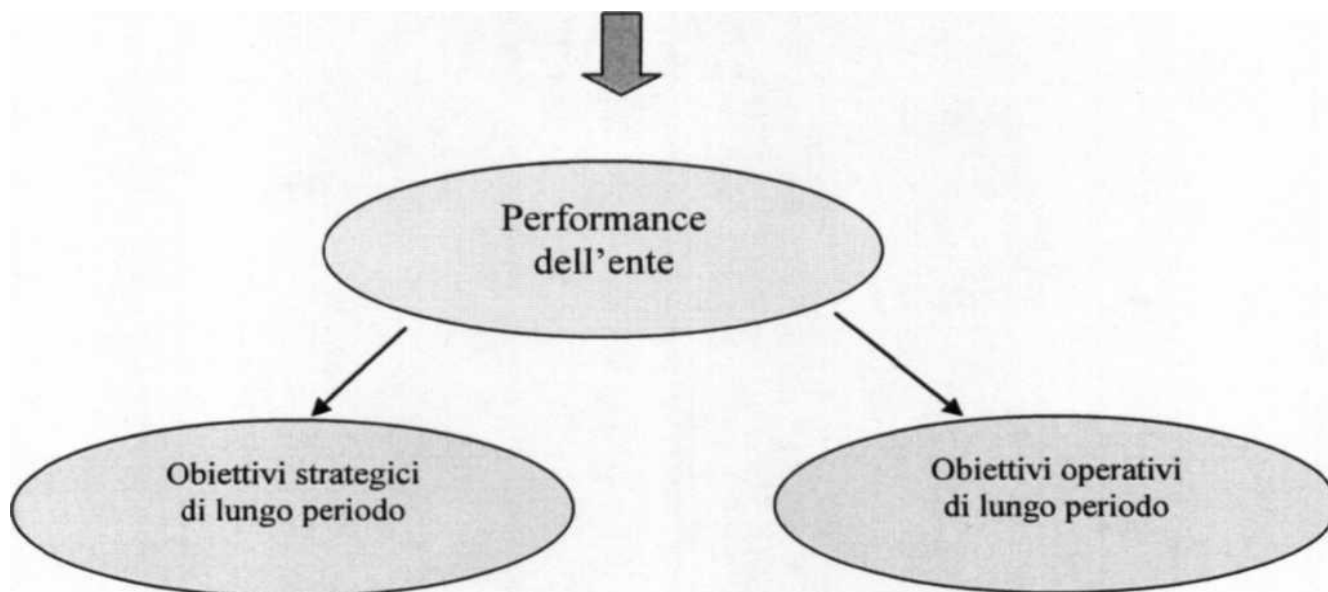 Performance
dell'ente
Obiettivi strategici
di lungo periodo
Obiettivi operativi
di lungo periodo